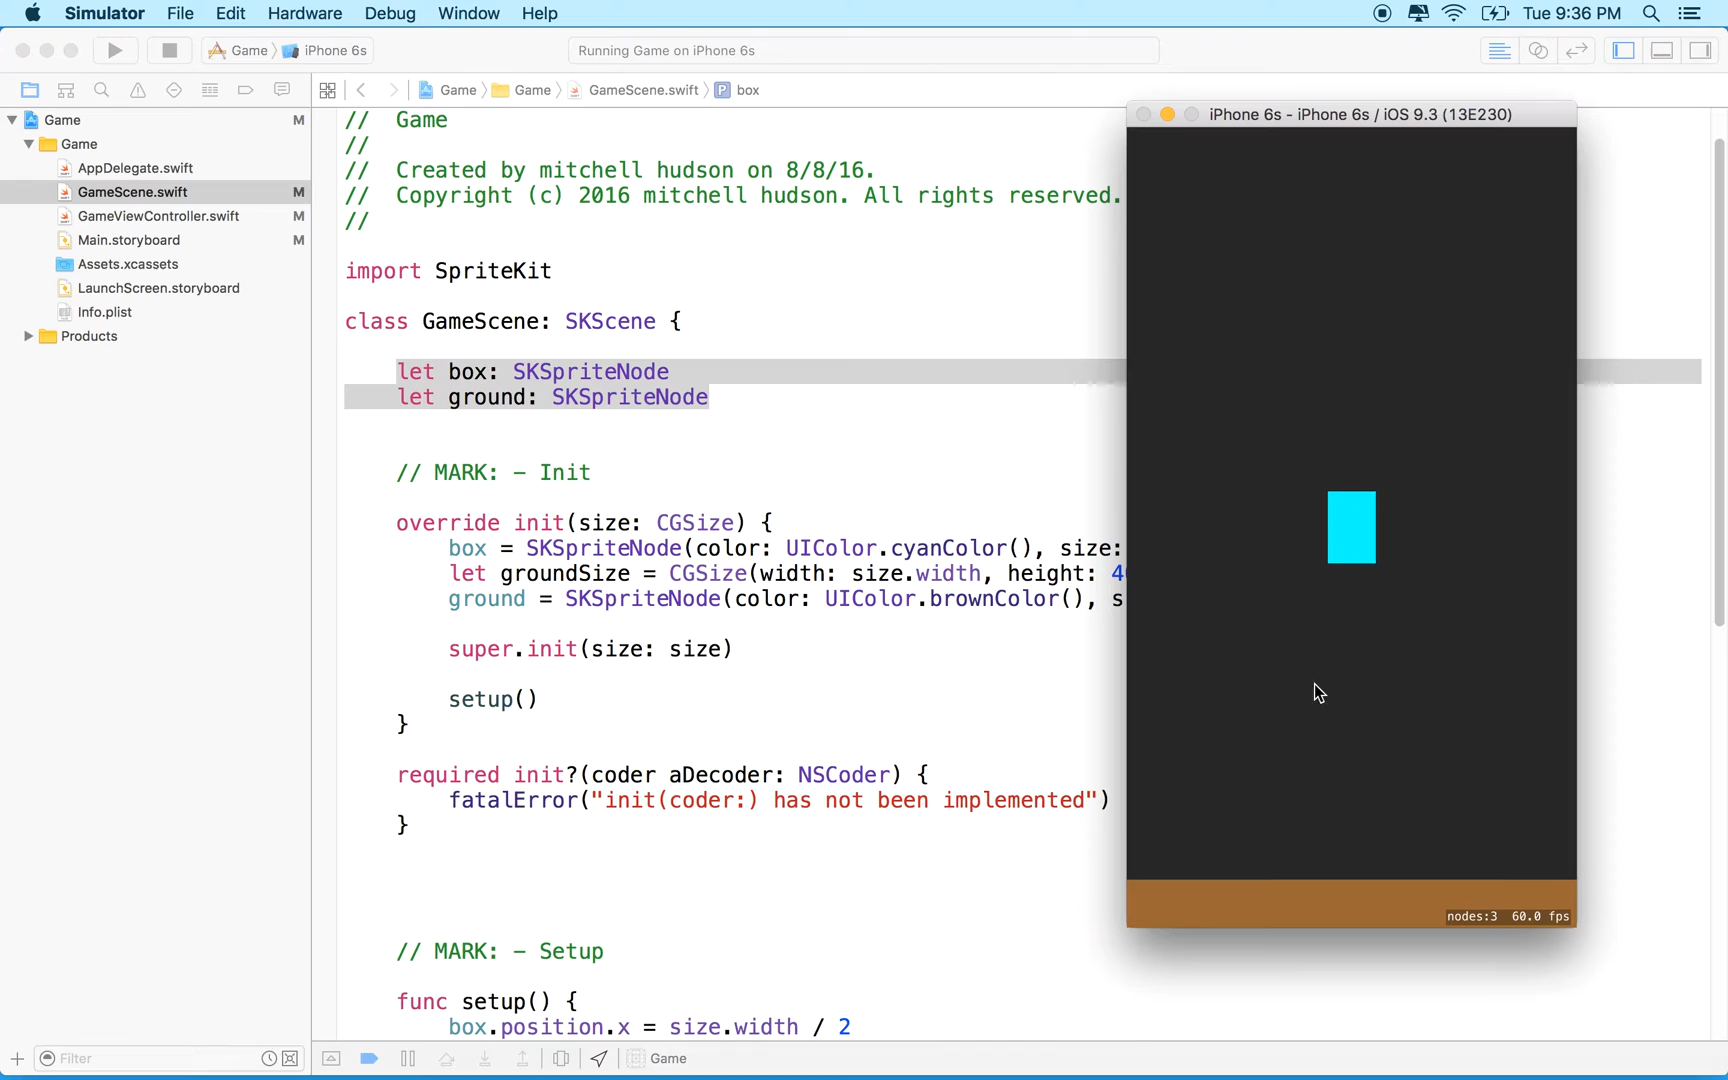 Simulator File Edit Hardware Debug Window Help Tue 9:36 PM
Game iPhone 6s Running Game on iPhone 6s
Game Game GameScene.swift P box
Game M
Game
AppDelegate.swift
GameScene.swift M
GameViewController.swift M
Main.storyboard M
Assets.xcassets
LaunchScreen.storyboard
Info.plist
Products
Filter
// Game
//
// Created by mitchell hudson on 8/8/16.
// Copyright (c) 2016 mitchell hudson. All rights reserved.
//
import SpriteKit
class GameScene: SKScene {
let box: SKSpriteNode
let ground: SKSpriteNode
// MARK: - Init
override init(size: CGSize) {
box = SKSpriteNode(color: UIColor.cyanColor(), size:
let groundSize = CGSize(width: size.width, height: 4
ground = SKSpriteNode(color: UIColor.brownColor(), s
super.init(size: size)
setup()
}
required init?(coder aDecoder: NSCoder) {
fatalError("init(coder:) has not been implemented")
}
// MARK: - Setup
func setup() {
box.position.x = size.width / 2
Game
iPhone 6s - iPhone 6s / iOS 9.3 (13E230)
nodes:3 60.0 fps